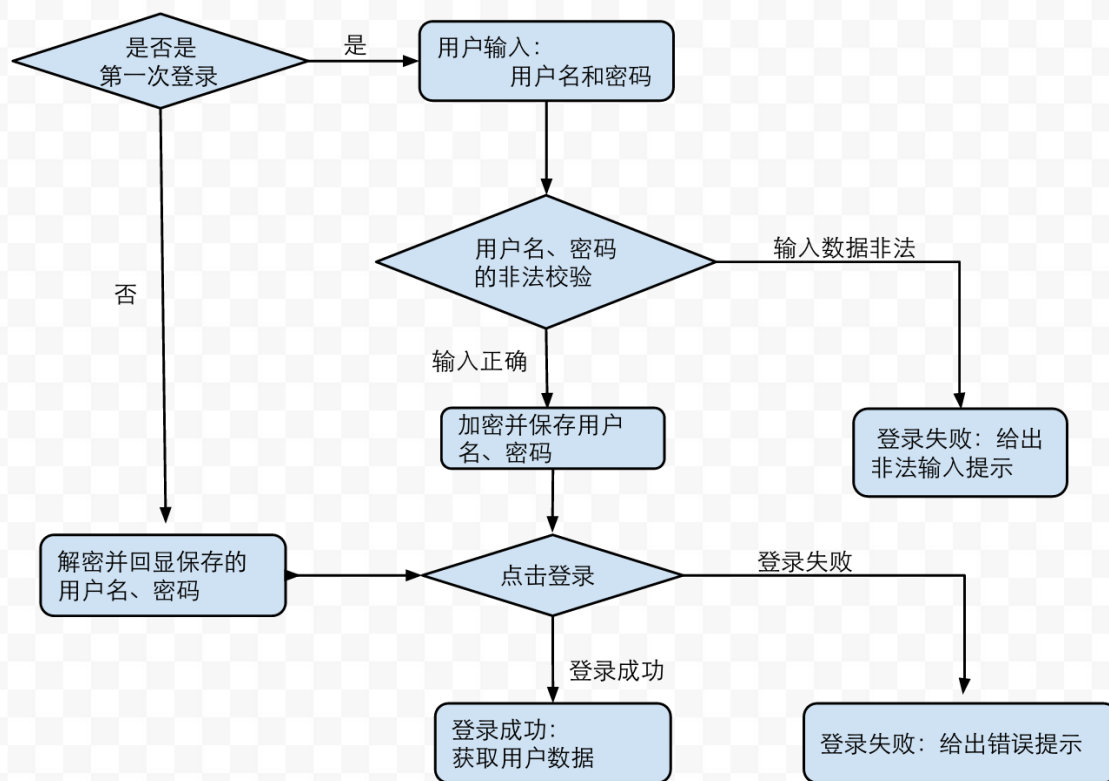 是否是
第一次登录
是
用户输入：
用户名和密码
用户名、密码
的非法校验
输入数据非法
否
输入正确
加密并保存用户
名、密码
登录失败：给出
非法输入提示
解密并回显保存的
用户名、密码
点击登录
登录失败
登录成功
登录成功：
获取用户数据
登录失败：给出错误提示